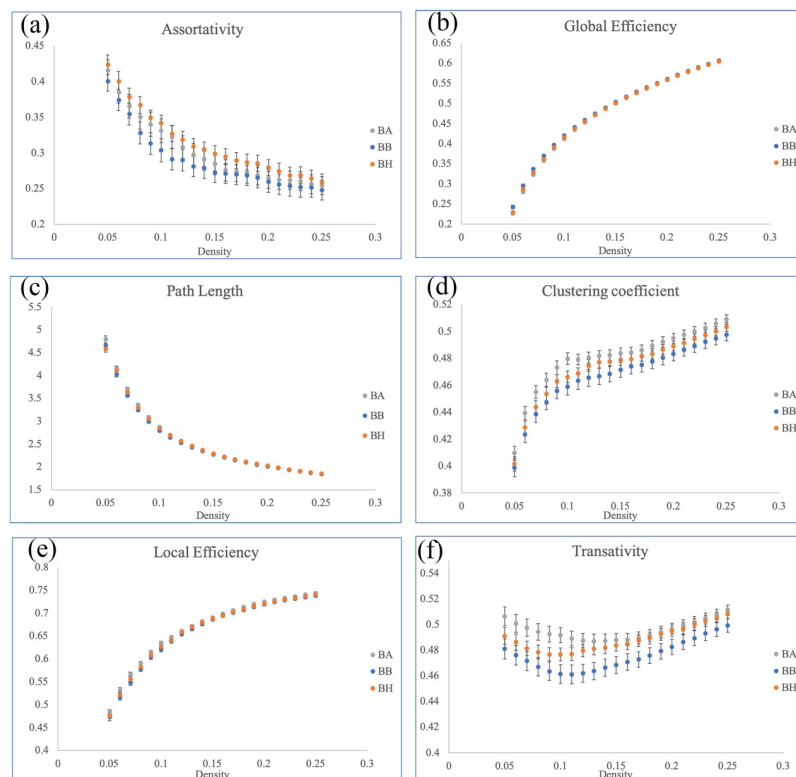 (a)
Assortativity
0.45
0.4
0.35
0.3
0.25
0.2
0
0.05
0.1
0.15
0.2
0.25
0.3
Density
BA
BB
BH
(b)
Global Efficiency
0.65
0.6
0.55
0.5
0.45
0.4
0.35
0.3
0.25
0.2
0
0.05
0.1
0.15
0.2
0.25
0.3
Density
BA
BB
BH
(c)
Path Length
5.5
5
4.5
4
3.5
3
2.5
2
1.5
0
0.05
0.1
0.15
0.2
0.25
0.3
Density
BA
BB
BH
(d)
Clustering coefficient
0.52
0.5
0.48
0.46
0.44
0.42
0.4
0.38
0
0.05
0.1
0.15
0.2
0.25
0.3
Density
BA
BB
BH
(e)
Local Efficiency
0.75
0.7
0.65
0.6
0.55
0.5
0.45
0.4
0
0.05
0.1
0.15
0.2
0.25
0.3
Density
BA
BB
BH
(f)
Transativity
0.54
0.52
0.5
0.48
0.46
0.44
0.42
0.4
0
0.05
0.1
0.15
0.2
0.25
0.3
Density
BA
BB
BH